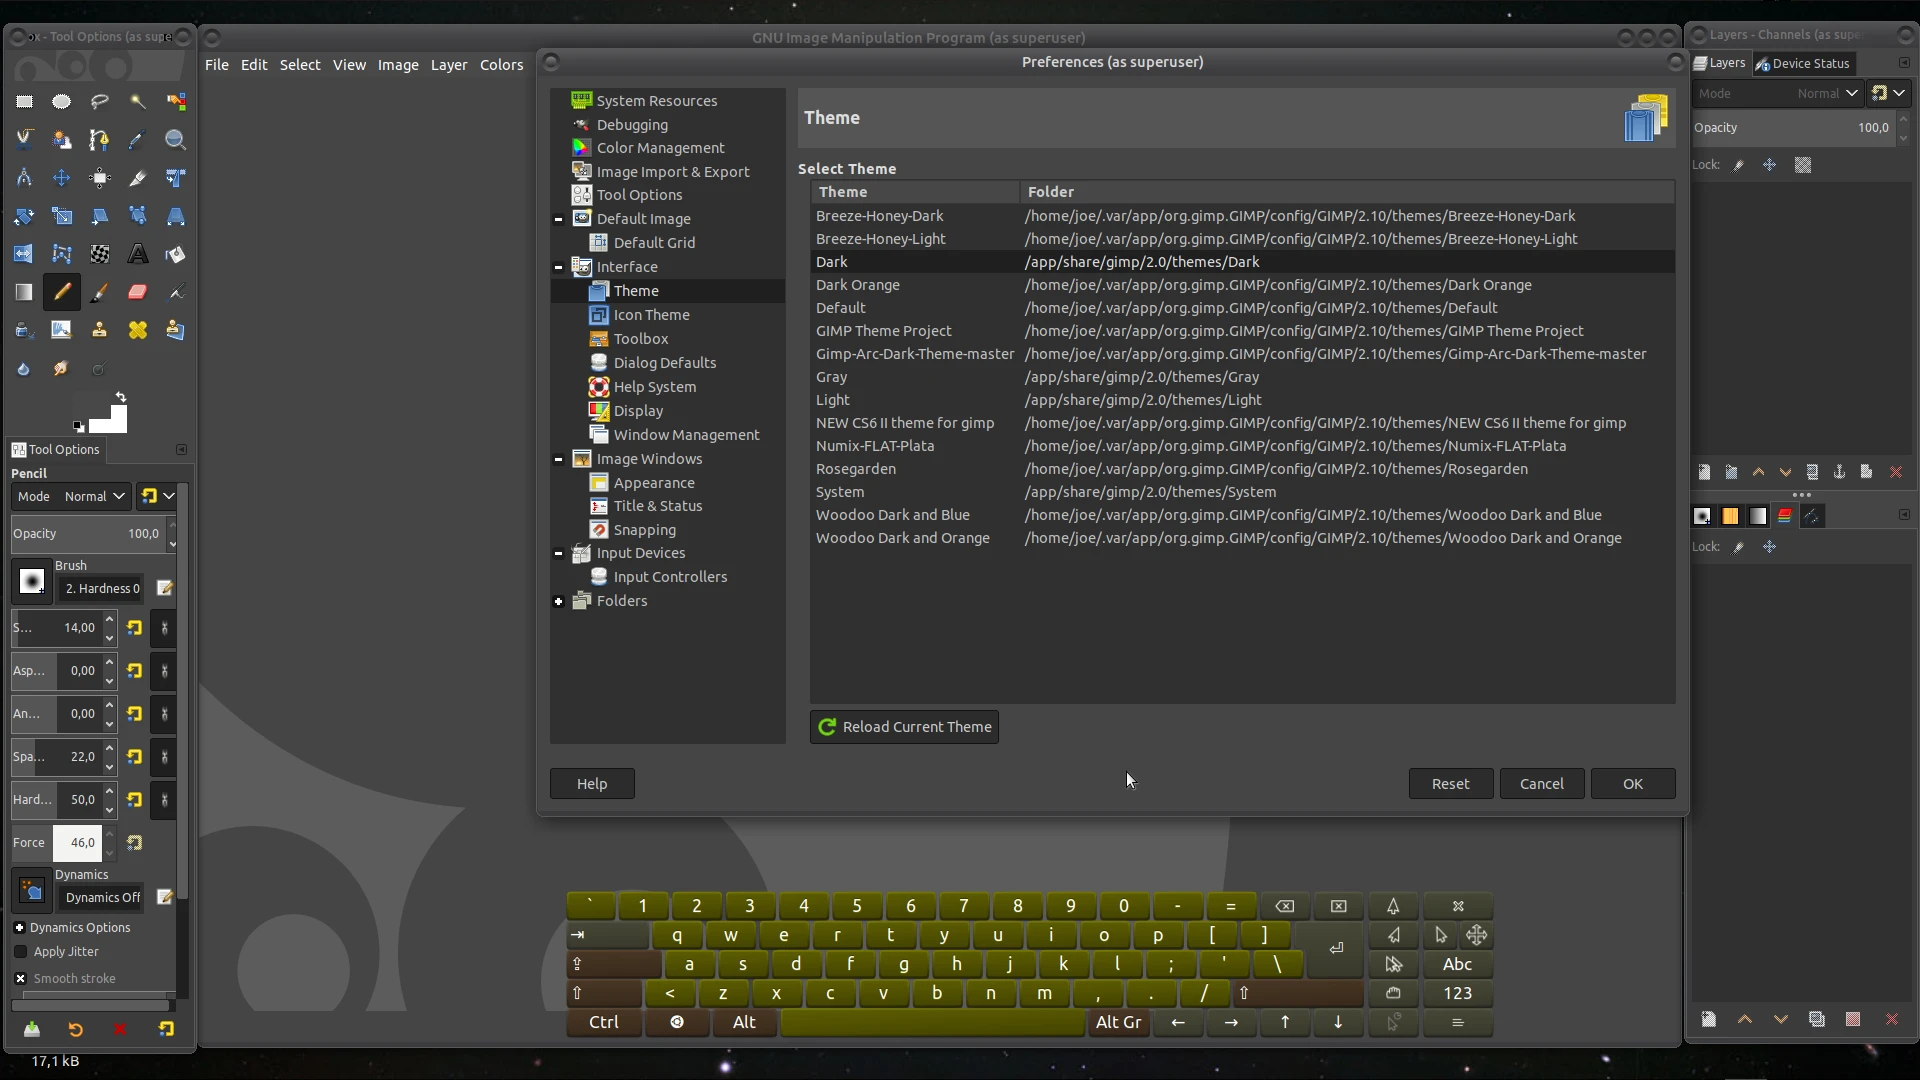 ox - Tool Options (as supe
GNU Image Manipulation Program (as superuser)
Layers - Channels (as supe
File Edit Select View Image Layer Colors
Preferences (as superuser)
System Resources
Debugging
Color Management
Image Import & Export
Tool Options
Default Image
Default Grid
Interface
Theme
Icon Theme
Toolbox
Dialog Defaults
Help System
Display
Window Management
Image Windows
Appearance
Title & Status
Snapping
Input Devices
Input Controllers
Folders
Theme
Select Theme
Theme Folder
Breeze-Honey-Dark /home/joe/.var/app/org.gimp.GIMP/config/GIMP/2.10/themes/Breeze-Honey-Dark
Breeze-Honey-Light /home/joe/.var/app/org.gimp.GIMP/config/GIMP/2.10/themes/Breeze-Honey-Light
Dark /app/share/gimp/2.0/themes/Dark
Dark Orange /home/joe/.var/app/org.gimp.GIMP/config/GIMP/2.10/themes/Dark Orange
Default /home/joe/.var/app/org.gimp.GIMP/config/GIMP/2.10/themes/Default
GIMP Theme Project /home/joe/.var/app/org.gimp.GIMP/config/GIMP/2.10/themes/GIMP Theme Project
Gimp-Arc-Dark-Theme-master /home/joe/.var/app/org.gimp.GIMP/config/GIMP/2.10/themes/Gimp-Arc-Dark-Theme-master
Gray /app/share/gimp/2.0/themes/Gray
Light /app/share/gimp/2.0/themes/Light
NEW CS6 II theme for gimp /home/joe/.var/app/org.gimp.GIMP/config/GIMP/2.10/themes/NEW CS6 II theme for gimp
Numix-FLAT-Plata /home/joe/.var/app/org.gimp.GIMP/config/GIMP/2.10/themes/Numix-FLAT-Plata
Rosegarden /home/joe/.var/app/org.gimp.GIMP/config/GIMP/2.10/themes/Rosegarden
System /app/share/gimp/2.0/themes/System
Woodoo Dark and Blue /home/joe/.var/app/org.gimp.GIMP/config/GIMP/2.10/themes/Woodoo Dark and Blue
Woodoo Dark and Orange /home/joe/.var/app/org.gimp.GIMP/config/GIMP/2.10/themes/Woodoo Dark and Orange
Reload Current Theme
Help Reset Cancel OK
Layers Device Status
Mode Normal
Opacity 100,0
Lock:
Lock:
Tool Options
Pencil
Mode Normal
Opacity 100,0
Brush
2. Hardness 0
S... 14,00
Asp... 0,00
An... 0,00
Spa... 22,0
Hard... 50,0
Force 46,0
Dynamics
Dynamics Off
Dynamics Options
Apply Jitter
Smooth stroke
17,1 kB
` 1 2 3 4 5 6 7 8 9 0 - =
q w e r t y u i o p [ ]
a s d f g h j k l ; ' \ Abc
< z x c v b n m , . / 123
Ctrl Alt Alt Gr ← → ↑ ↓